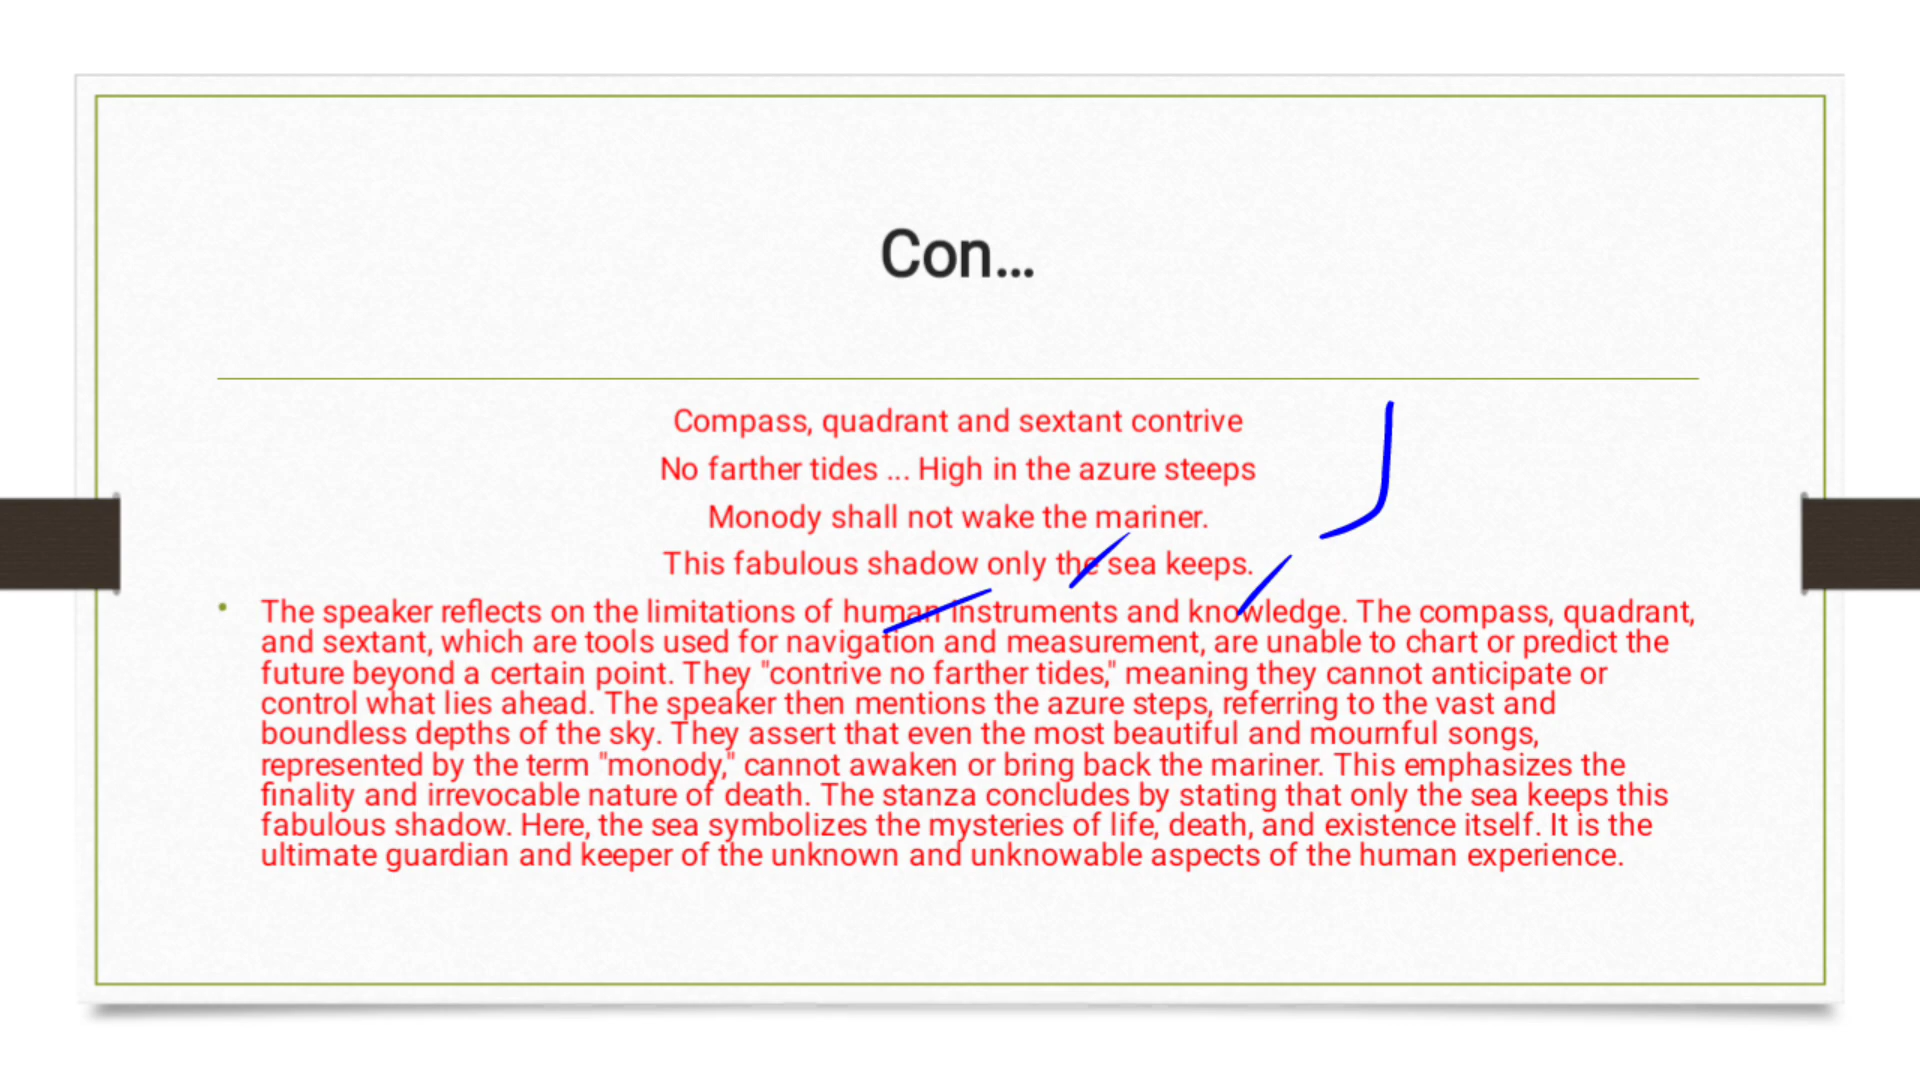 Con...
Compass, quadrant and sextant contrive
No farther tides ... High in the azure steeps
Monody shall not wake the mariner.
This fabulous shadow only the sea keeps.
• The speaker reflects on the limitations of human instruments and knowledge. The compass, quadrant,
and sextant, which are tools used for navigation and measurement, are unable to chart or predict the
future beyond a certain point. They "contrive no farther tides," meaning they cannot anticipate or
control what lies ahead. The speaker then mentions the azure steps, referring to the vast and
boundless depths of the sky. They assert that even the most beautiful and mournful songs,
represented by the term "monody," cannot awaken or bring back the mariner. This emphasizes the
finality and irrevocable nature of death. The stanza concludes by stating that only the sea keeps this
fabulous shadow. Here, the sea symbolizes the mysteries of life, death, and existence itself. It is the
ultimate guardian and keeper of the unknown and unknowable aspects of the human experience.